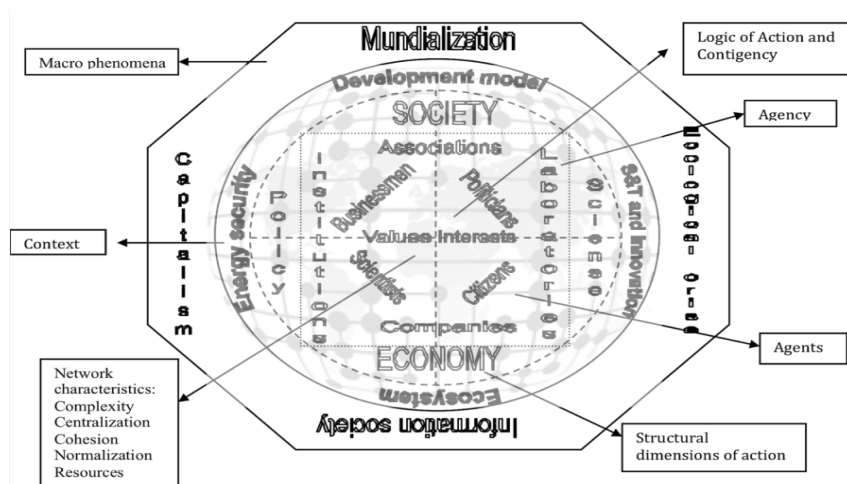 Mundialization
Logic of Action and
Contigency
Macro phenomena
Development model
SOCIETY
Agency
Associations
Capitalism
Energy security
Policy
Institutions
Businessmen
Politicians
Laboratories
Science
S&T and Innovation
Ecological crise
Values Interests
Context
Scientists
Citizens
Companies
Agents
ECONOMY
Ecosystem
Information society
Network
characteristics:
Complexity
Centralization
Cohesion
Normalization
Resources
Structural
dimensions of action